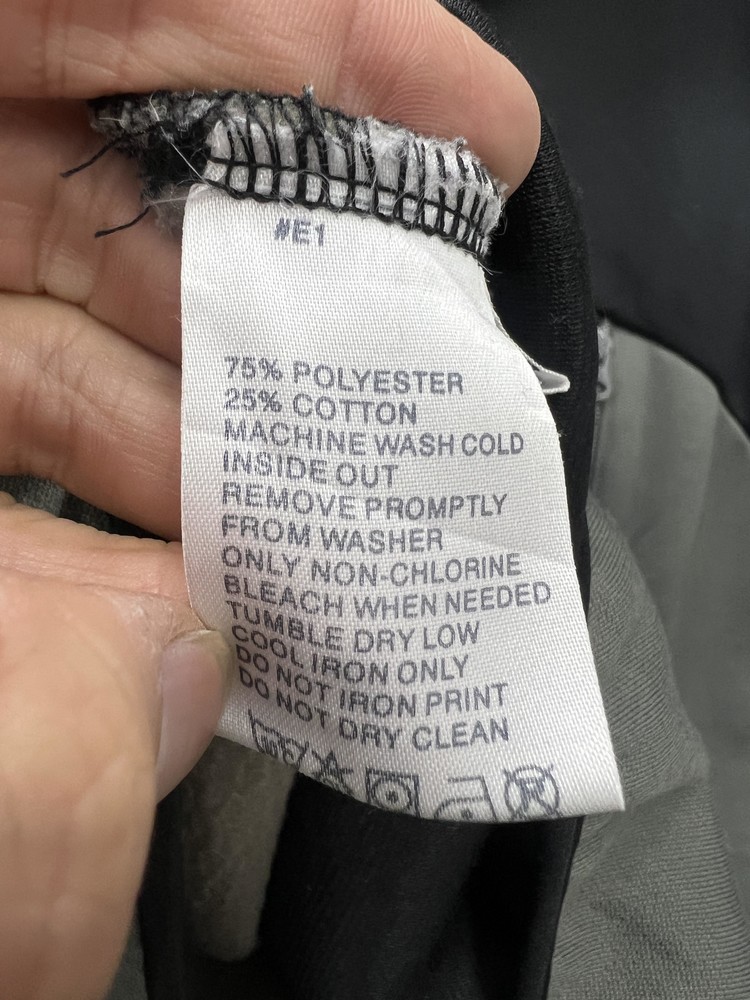 #E1
75% POLYESTER
25% COTTON
MACHINE WASH COLD
INSIDE OUT
REMOVE PROMPTLY
FROM WASHER
ONLY NON-CHLORINE
BLEACH WHEN NEEDED
TUMBLE DRY LOW
COOL IRON ONLY
DO NOT IRON PRINT
DO NOT DRY CLEAN